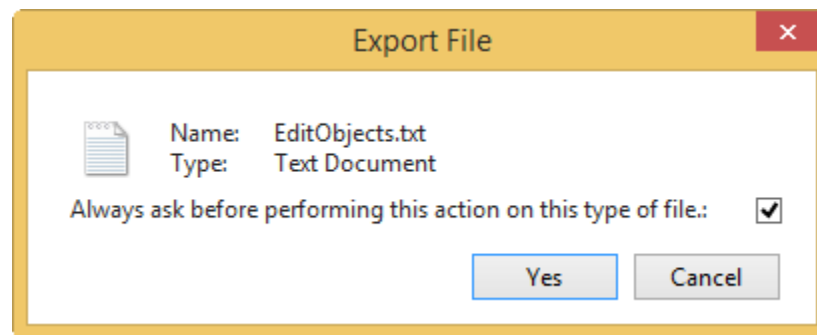 Export File
Name: EditObjects.txt
Type: Text Document
Always ask before performing this action on this type of file.:
Yes Cancel